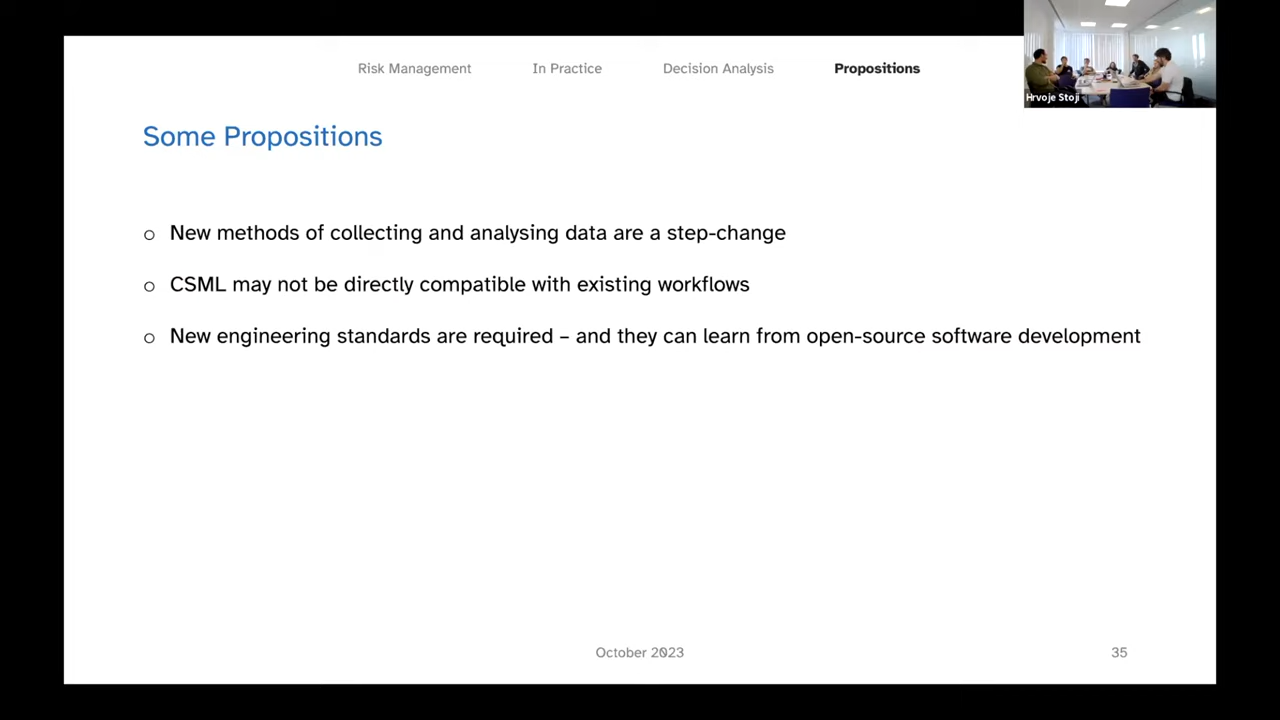 Risk Management In Practice Decision Analysis Propositions
Hrvoje Stoji
Some Propositions
New methods of collecting and analysing data are a step-change
CSML may not be directly compatible with existing workflows
New engineering standards are required – and they can learn from open-source software development
October 2023 35